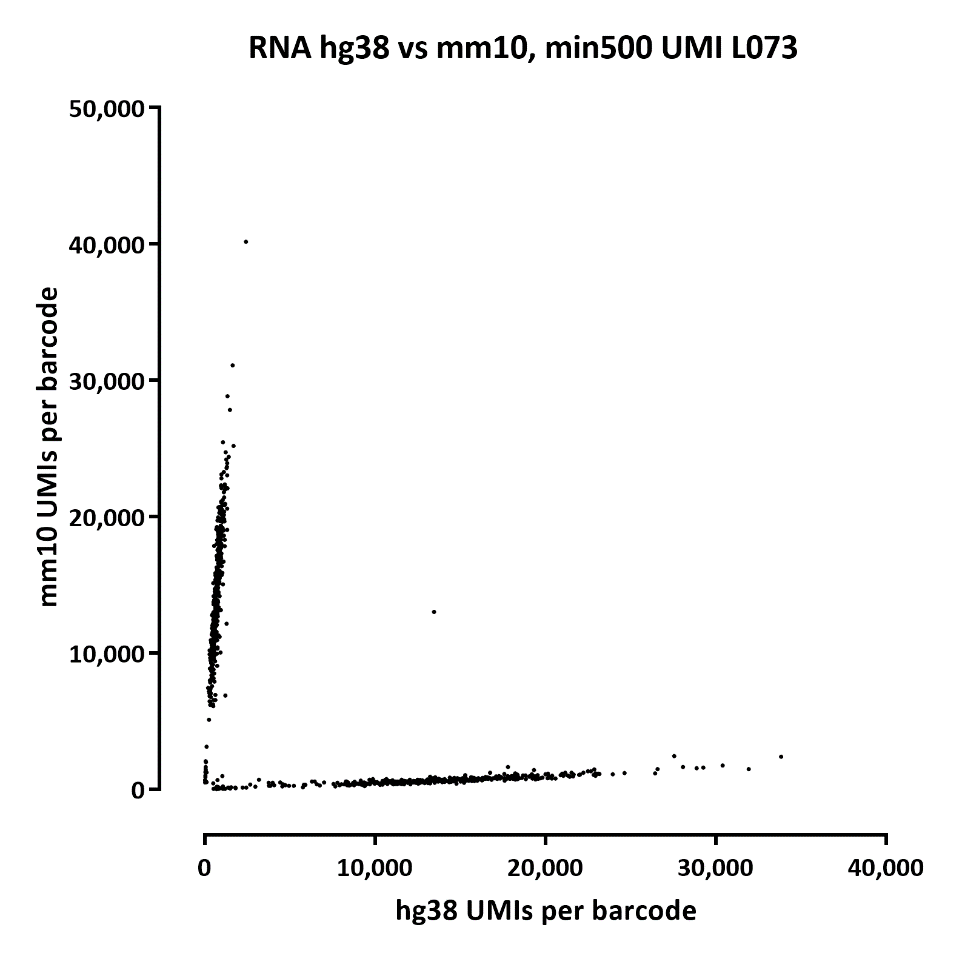 RNA hg38 vs mm10, min500 UMI L073
50,000
40,000
30,000
20,000
10,000
0
mm10 UMIs per barcode
0 10,000 20,000 30,000 40,000
hg38 UMIs per barcode